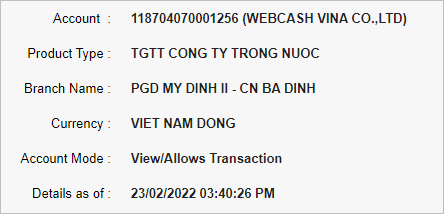 Account : 118704070001256 (WEBCASH VINA CO.,LTD)
Product Type : TGTT CONG TY TRONG NUOC
Branch Name : PGD MY DINH II - CN BA DINH
Currency : VIET NAM DONG
Account Mode : View/Allows Transaction
Details as of : 23/02/2022 03:40:26 PM